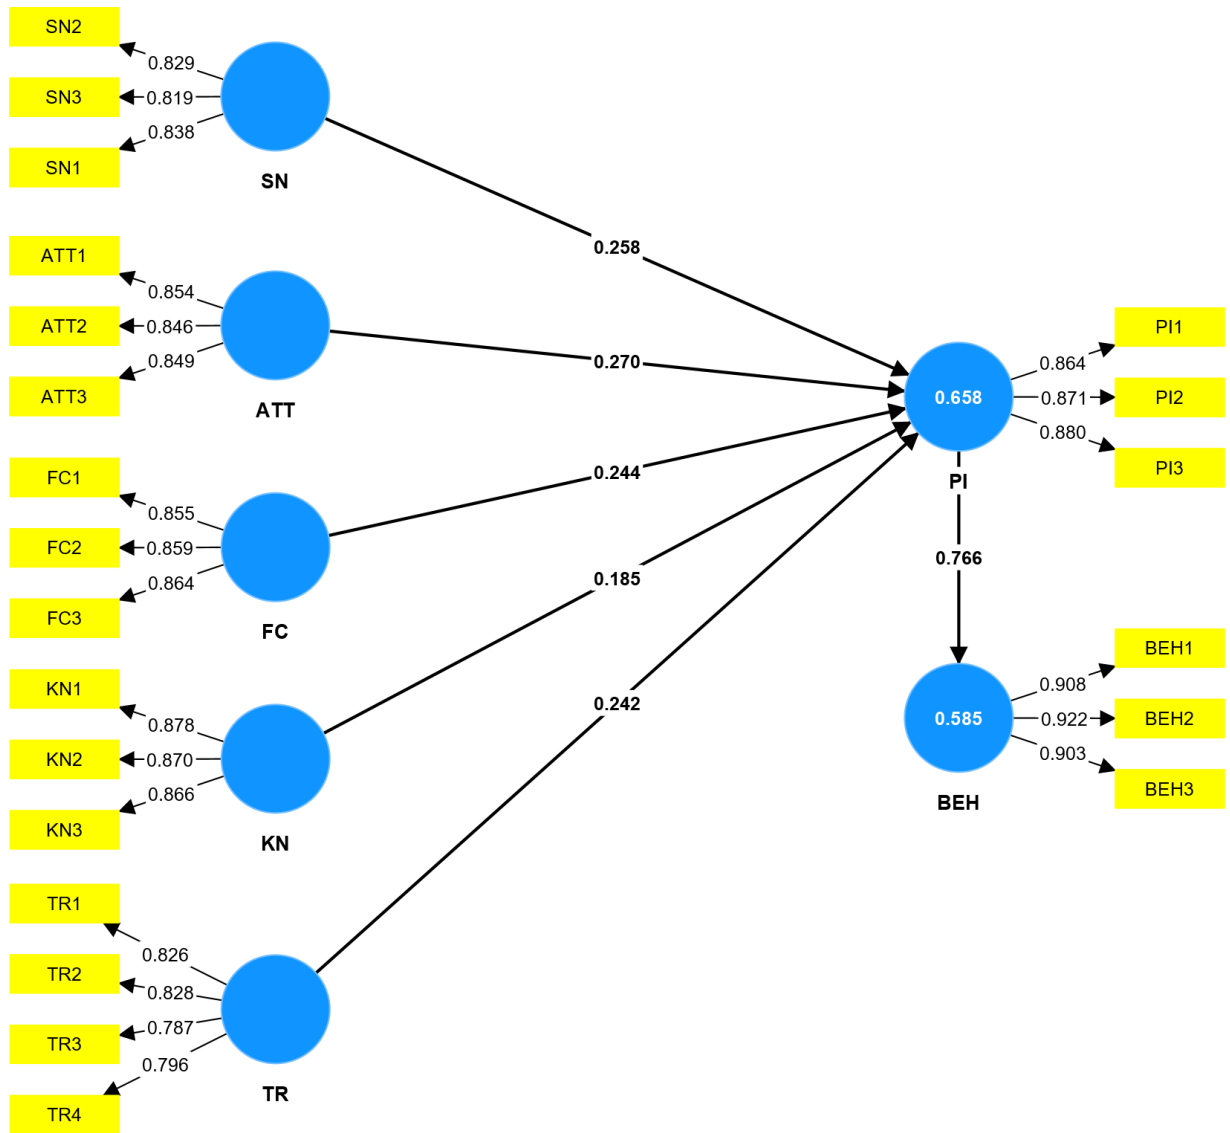 SN2
SN3
SN1
0.829
0.819
0.838
SN
ATT1
ATT2
ATT3
0.854
0.846
0.849
ATT
FC1
FC2
FC3
0.855
0.859
0.864
FC
KN1
KN2
KN3
0.878
0.870
0.866
KN
TR1
TR2
TR3
TR4
0.826
0.828
0.787
0.796
TR
0.258
0.270
0.244
0.185
0.242
0.658
PI
0.864
0.871
0.880
PI1
PI2
PI3
0.766
0.585
BEH
0.908
0.922
0.903
BEH1
BEH2
BEH3